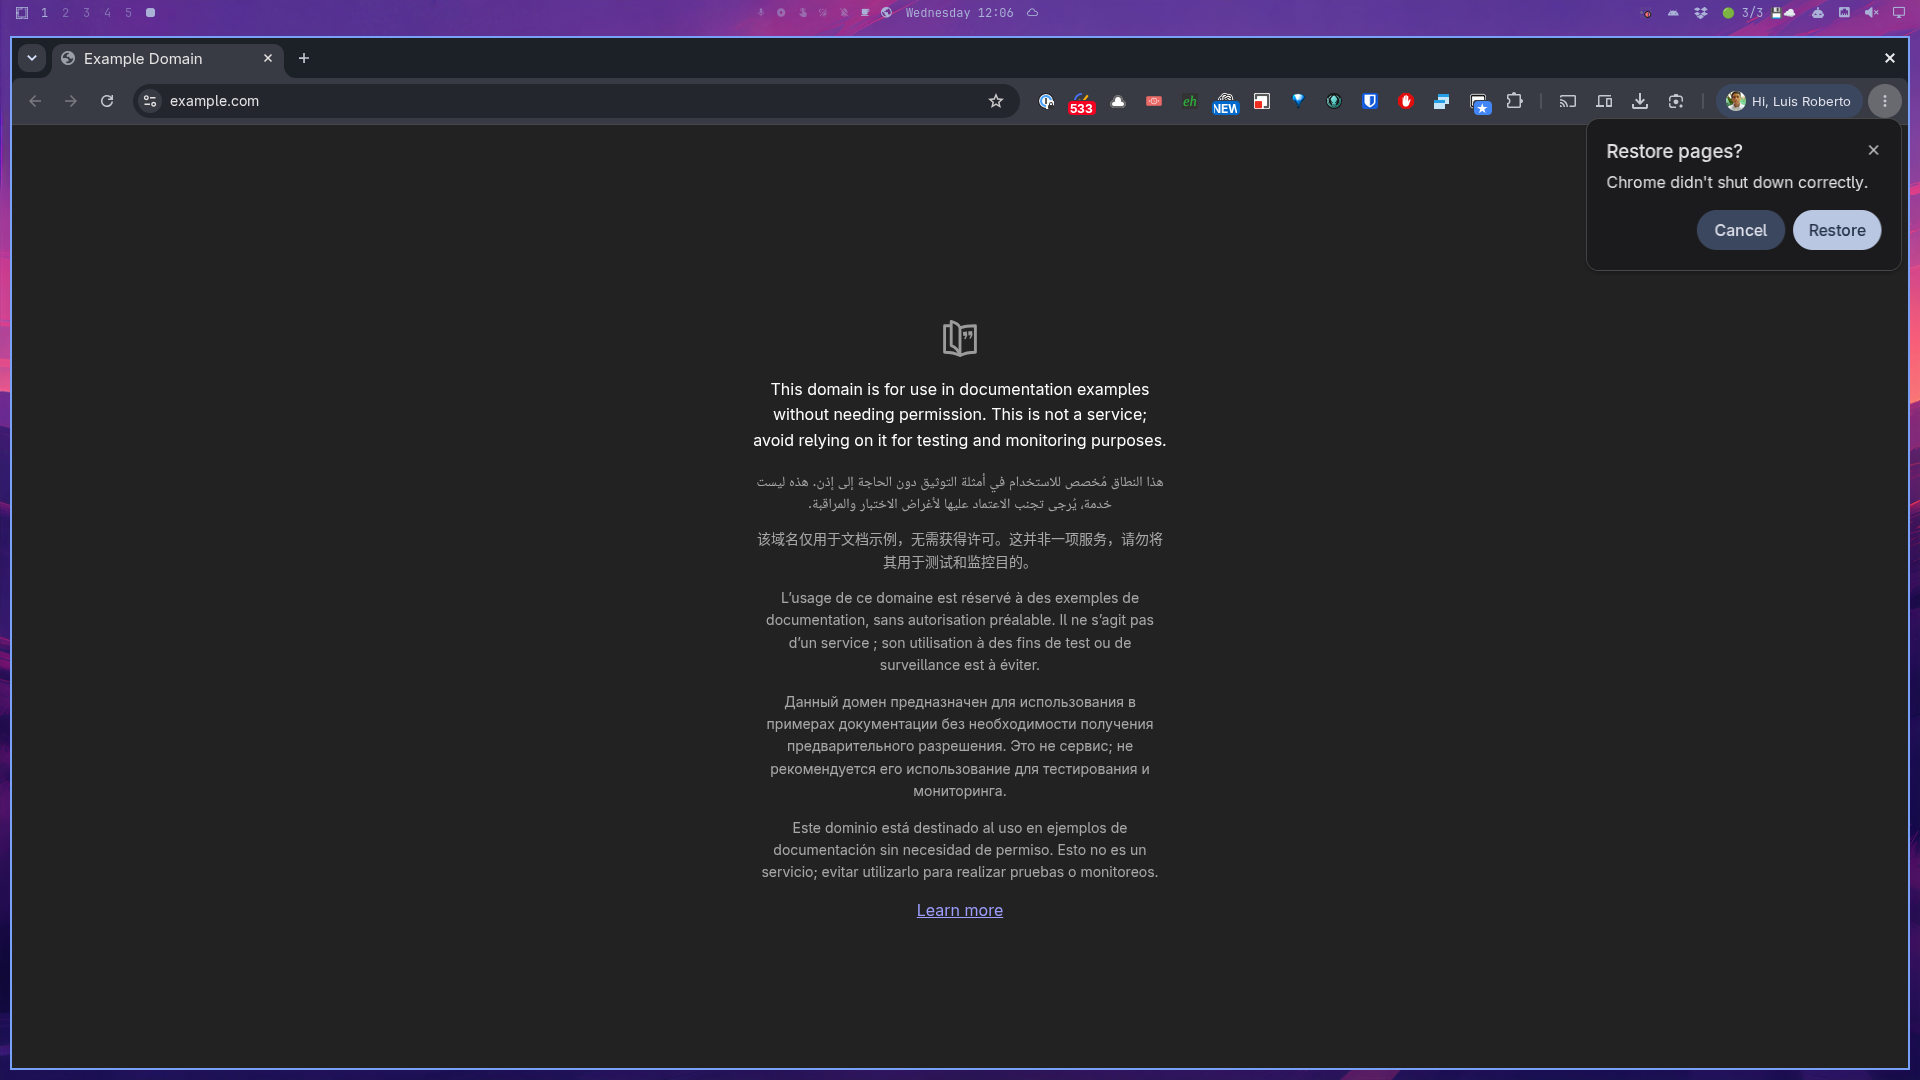 1 2 3 4 5
Wednesday 12:06
3/3
Example Domain
example.com
533
eh
NEW
Hi, Luis Roberto
Restore pages?
Chrome didn't shut down correctly.
Cancel
Restore
This domain is for use in documentation examples
without needing permission. This is not a service;
avoid relying on it for testing and monitoring purposes.
هذا النطاق مُخصص للاستخدام في أمثلة التوثيق دون الحاجة إلى إذن. هذه ليست
خدمة، يُرجى تجنب الاعتماد عليها لأغراض الاختبار والمراقبة.
该域名仅用于文档示例，无需获得许可。这并非一项服务，请勿将
其用于测试和监控目的。
L’usage de ce domaine est réservé à des exemples de
documentation, sans autorisation préalable. Il ne s’agit pas
d’un service ; son utilisation à des fins de test ou de
surveillance est à éviter.
Данный домен предназначен для использования в
примерах документации без необходимости получения
предварительного разрешения. Это не сервис; не
рекомендуется его использование для тестирования и
мониторинга.
Este dominio está destinado al uso en ejemplos de
documentación sin necesidad de permiso. Esto no es un
servicio; evitar utilizarlo para realizar pruebas o monitoreos.
Learn more